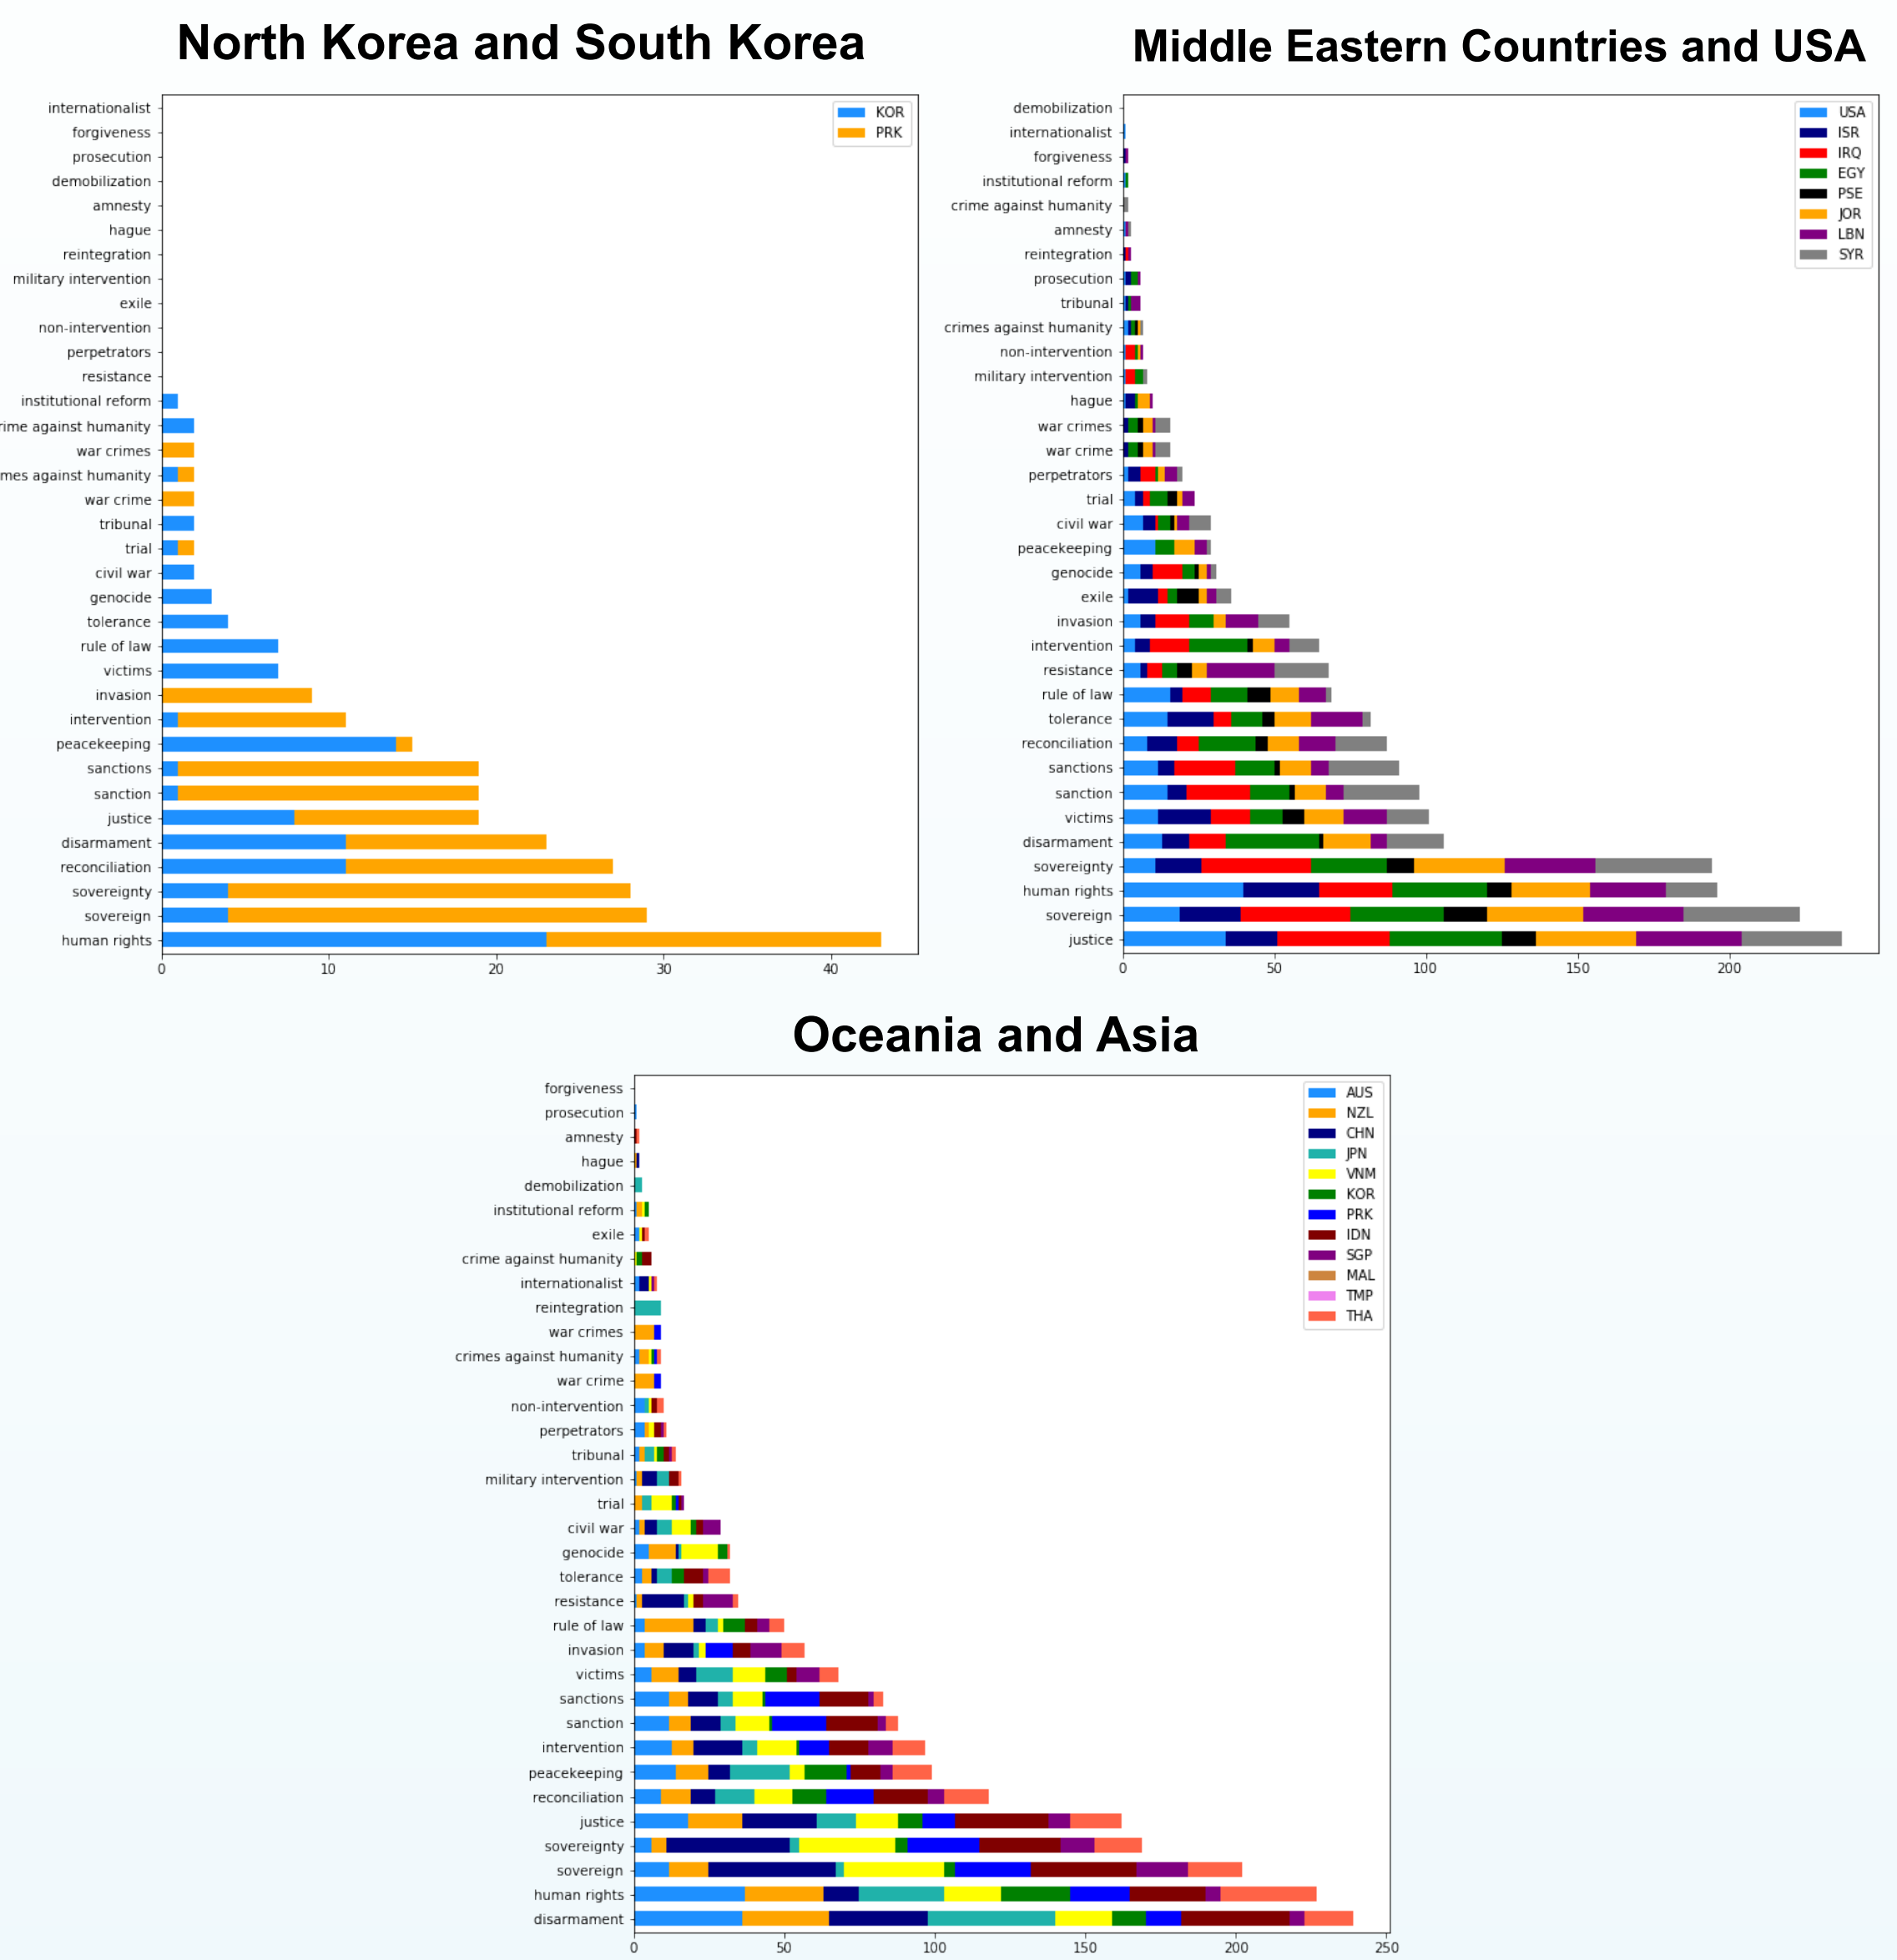 North Korea and South Korea
internationalist
forgiveness
prosecution
demobilization
amnesty
hague
reintegration
military intervention
exile
non-intervention
perpetrators
resistance
institutional reform
rime against humanity
war crimes
mes against humanity
war crime
tribunal
trial
civil war
genocide
tolerance
rule of law
victims
invasion
intervention
peacekeeping
sanctions
sanction
justice
disarmament
reconciliation
sovereignty
sovereign
human rights
0 10 20 30 40
KOR
PRK
Middle Eastern Countries and USA
demobilization
internationalist
forgiveness
institutional reform
crime against humanity
amnesty
reintegration
prosecution
tribunal
crimes against humanity
non-intervention
military intervention
hague
war crimes
war crime
perpetrators
trial
civil war
peacekeeping
genocide
exile
invasion
intervention
resistance
rule of law
tolerance
reconciliation
sanctions
sanction
victims
disarmament
sovereignty
human rights
sovereign
justice
0 50 100 150 200
USA
ISR
IRQ
EGY
PSE
JOR
LBN
SYR
Oceania and Asia
forgiveness
prosecution
amnesty
hague
demobilization
institutional reform
exile
crime against humanity
internationalist
reintegration
war crimes
crimes against humanity
war crime
non-intervention
perpetrators
tribunal
military intervention
trial
civil war
genocide
tolerance
resistance
rule of law
invasion
victims
sanctions
sanction
intervention
peacekeeping
reconciliation
justice
sovereignty
sovereign
human rights
disarmament
0 50 100 150 200 250
AUS
NZL
CHN
JPN
VNM
KOR
PRK
IDN
SGP
MAL
TMP
THA